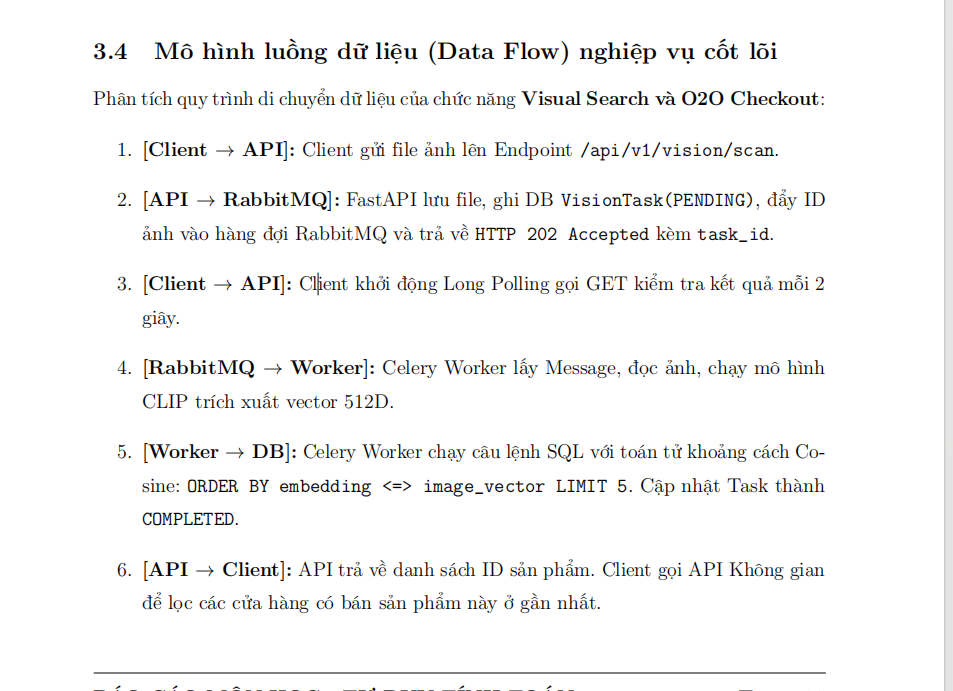 3.4 Mô hình luồng dữ liệu (Data Flow) nghiệp vụ cốt lõi
Phân tích quy trình di chuyển dữ liệu của chức năng Visual Search và O2O Checkout:
1. [Client → API]: Client gửi file ảnh lên Endpoint /api/v1/vision/scan.
2. [API → RabbitMQ]: FastAPI lưu file, ghi DB VisionTask(PENDING), đẩy ID
ảnh vào hàng đợi RabbitMQ và trả về HTTP 202 Accepted kèm task_id.
3. [Client → API]: Client khởi động Long Polling gọi GET kiểm tra kết quả mỗi 2
giây.
4. [RabbitMQ → Worker]: Celery Worker lấy Message, đọc ảnh, chạy mô hình
CLIP trích xuất vector 512D.
5. [Worker → DB]: Celery Worker chạy câu lệnh SQL với toán tử khoảng cách Co-
sine: ORDER BY embedding <=> image_vector LIMIT 5. Cập nhật Task thành
COMPLETED.
6. [API → Client]: API trả về danh sách ID sản phẩm. Client gọi API Không gian
để lọc các cửa hàng có bán sản phẩm này ở gần nhất.